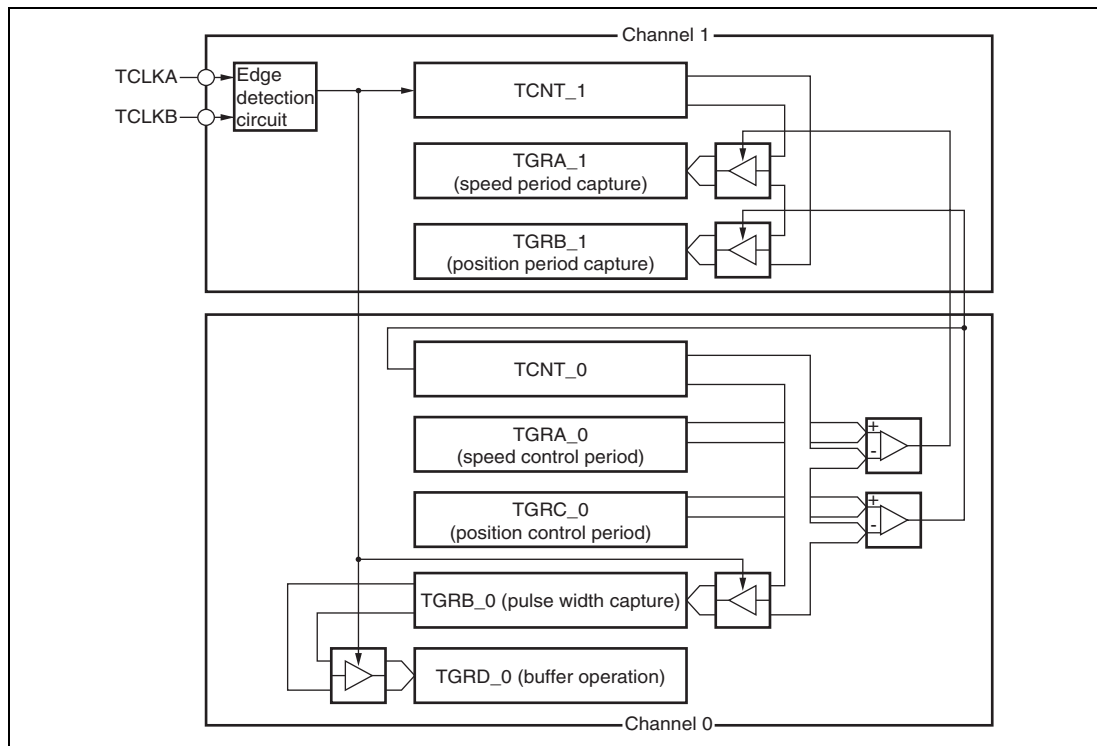 Channel 1
TCLKA
TCLKB
Edge
detection
circuit
TCNT_1
TGRA_1
(speed period capture)
TGRB_1
(position period capture)
TCNT_0
TGRA_0
(speed control period)
+
-
TGRC_0
(position control period)
+
-
TGRB_0 (pulse width capture)
TGRD_0 (buffer operation)
Channel 0